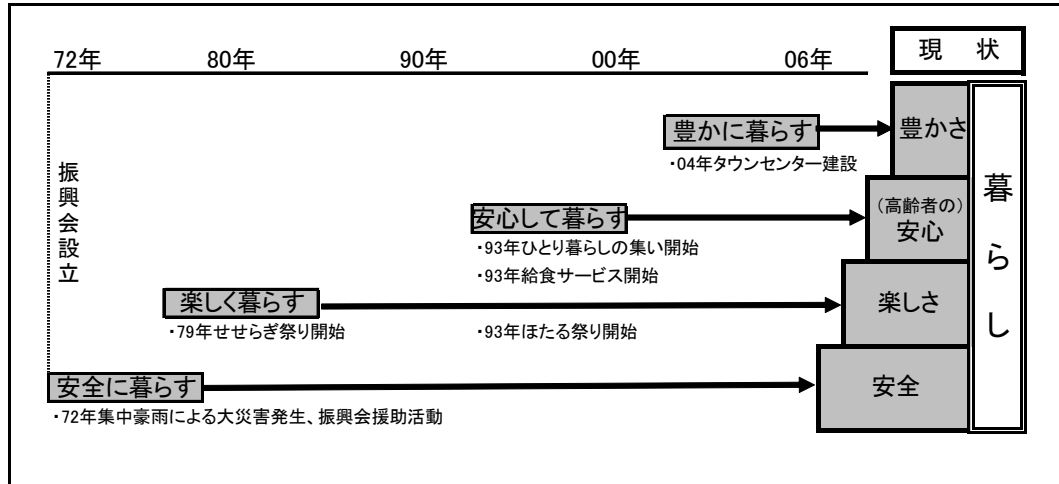 72年 80年 90年 00年 06年
現 状
豊かに暮らす
豊かさ
・04年タウンセンター建設
振興会設立
安心して暮らす
(高齢者の)
安心
・93年ひとり暮らしの集い開始
・93年給食サービス開始
楽しく暮らす
楽しさ
・79年せせらぎ祭り開始
・93年ほたる祭り開始
安全に暮らす
安全
・72年集中豪雨による大災害発生、振興会援助活動
暮らし